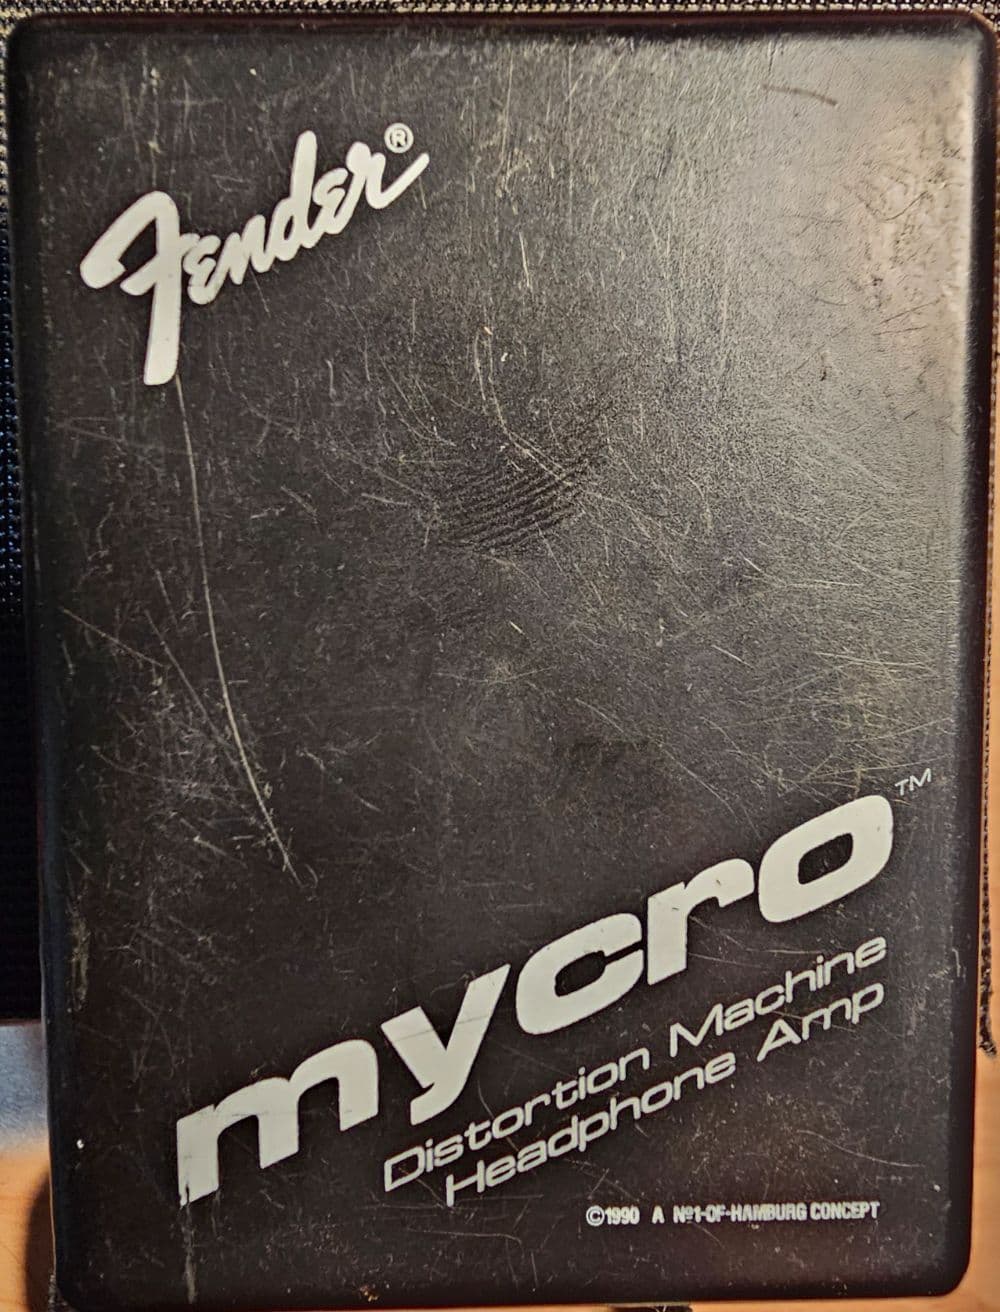 Fender®
mycro™
Distortion Machine
Headphone Amp
©1990 A Nº1-OF-HAMBURG CONCEPT